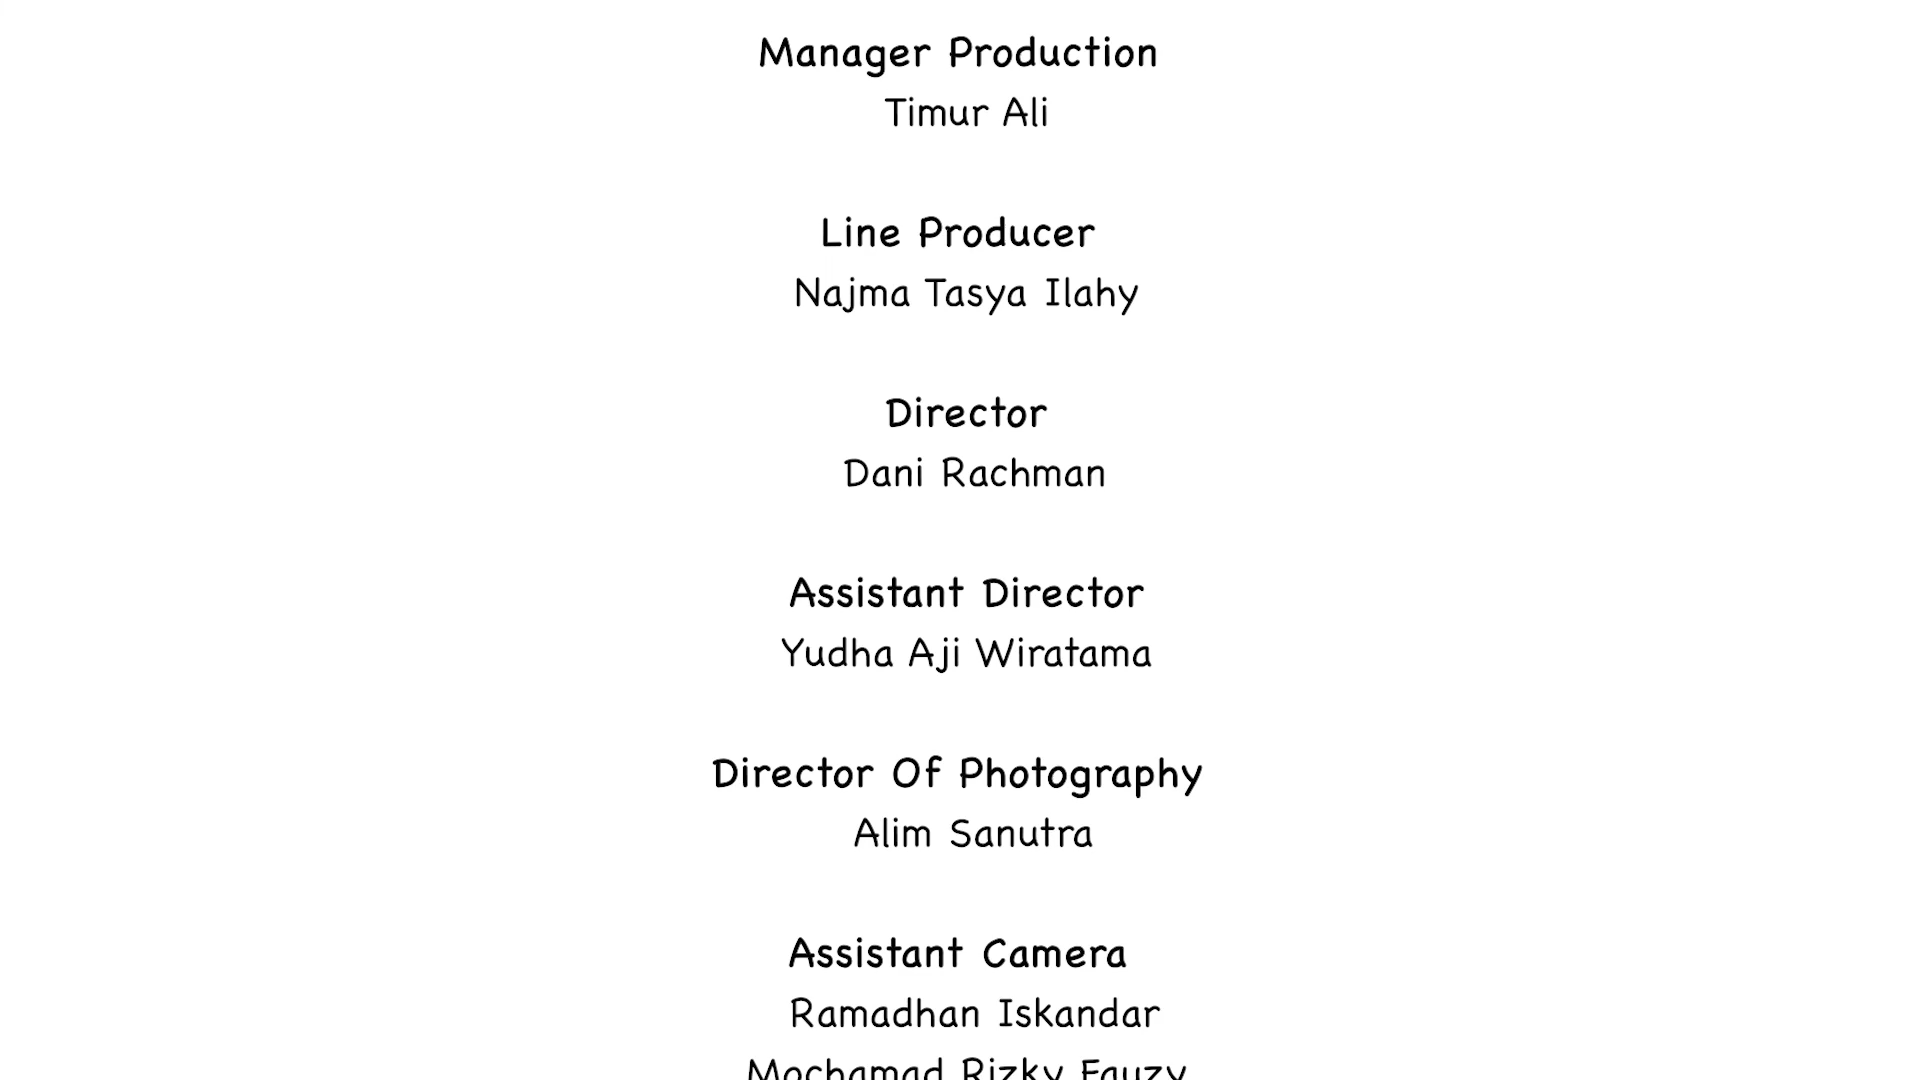 Manager Production
Timur Ali
Line Producer
Najma Tasya Ilahy
Director
Dani Rachman
Assistant Director
Yudha Aji Wiratama
Director Of Photography
Alim Sanutra
Assistant Camera
Ramadhan Iskandar
Mochamad Rizky Fauzy